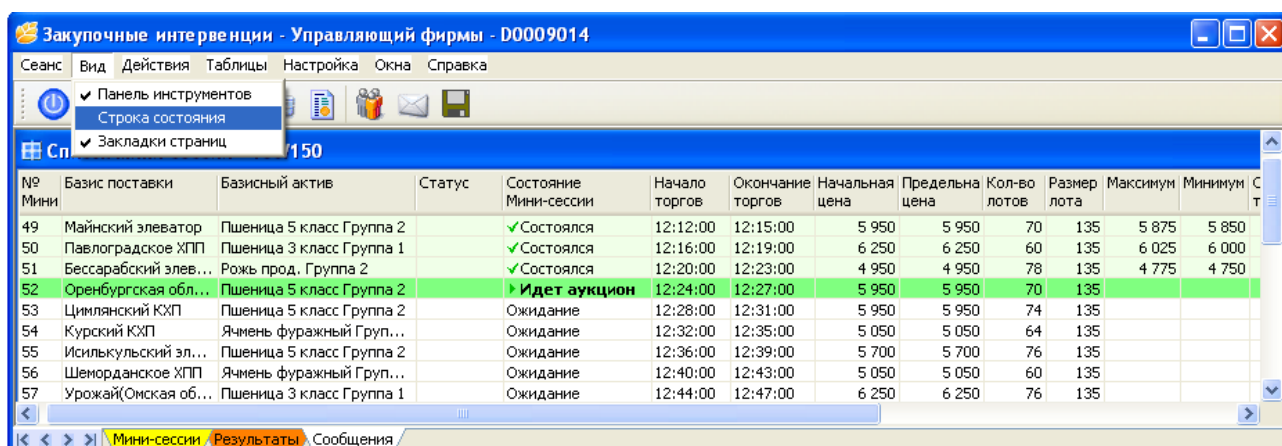 Закупочные интервенции - Управляющий фирмы - D0009014
Сеанс Вид Действия Таблицы Настройка Окна Справка
Панель инструментов
Строка состояния
Закладки страниц
/150
№ Мини Базис поставки Базисный актив Статус Состояние Мини-сессии Начало торгов Окончание торгов Начальная цена Предельна цена Кол-во лотов Размер лота Максимум Минимум
49 Майнский элеватор Пшеница 5 класс Группа 2 Состоялся 12:12:00 12:15:00 5 950 5 950 70 135 5 875 5 850
50 Павлоградское ХПП Пшеница 3 класс Группа 1 Состоялся 12:16:00 12:19:00 6 250 6 250 60 135 6 025 6 000
51 Бессарабский элев... Рожь прод. Группа 2 Состоялся 12:20:00 12:23:00 4 950 4 950 78 135 4 775 4 750
52 Оренбургская обл... Пшеница 5 класс Группа 2 Идет аукцион 12:24:00 12:27:00 5 950 5 950 70 135
53 Цимлянский КХП Пшеница 5 класс Группа 2 Ожидание 12:28:00 12:31:00 5 950 5 950 74 135
54 Курский КХП Ячмень фуражный Груп... Ожидание 12:32:00 12:35:00 5 050 5 050 64 135
55 Исилькульский эл... Пшеница 5 класс Группа 2 Ожидание 12:36:00 12:39:00 5 700 5 700 76 135
56 Шеморданское ХПП Ячмень фуражный Груп... Ожидание 12:40:00 12:43:00 5 050 5 050 60 135
57 Урожай(Омская об... Пшеница 3 класс Группа 1 Ожидание 12:44:00 12:47:00 6 250 6 250 76 135
Мини-сессии Результаты Сообщения